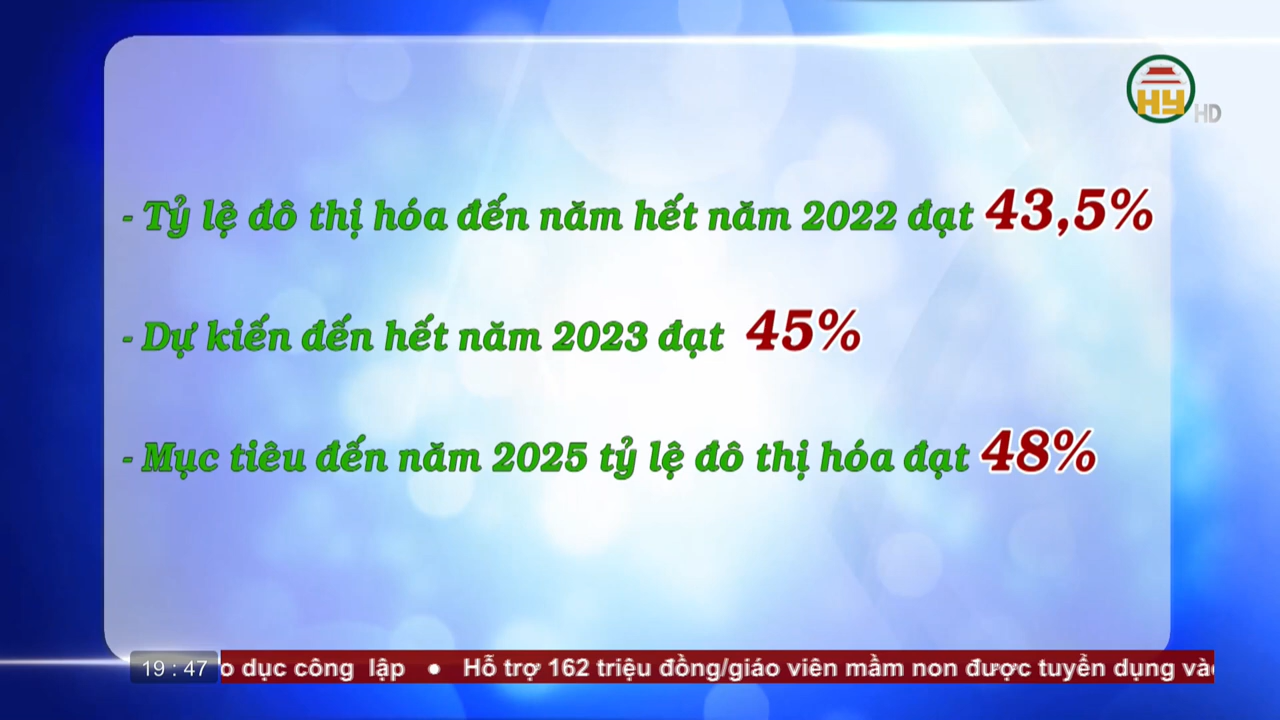 HY HD
- Tỷ lệ đô thị hóa đến năm hết năm 2022 đạt 43,5%
- Dự kiến đến hết năm 2023 đạt 45%
- Mục tiêu đến năm 2025 tỷ lệ đô thị hóa đạt 48%
19 : 47 o dục công lập ● Hỗ trợ 162 triệu đồng/giáo viên mầm non được tuyển dụng và